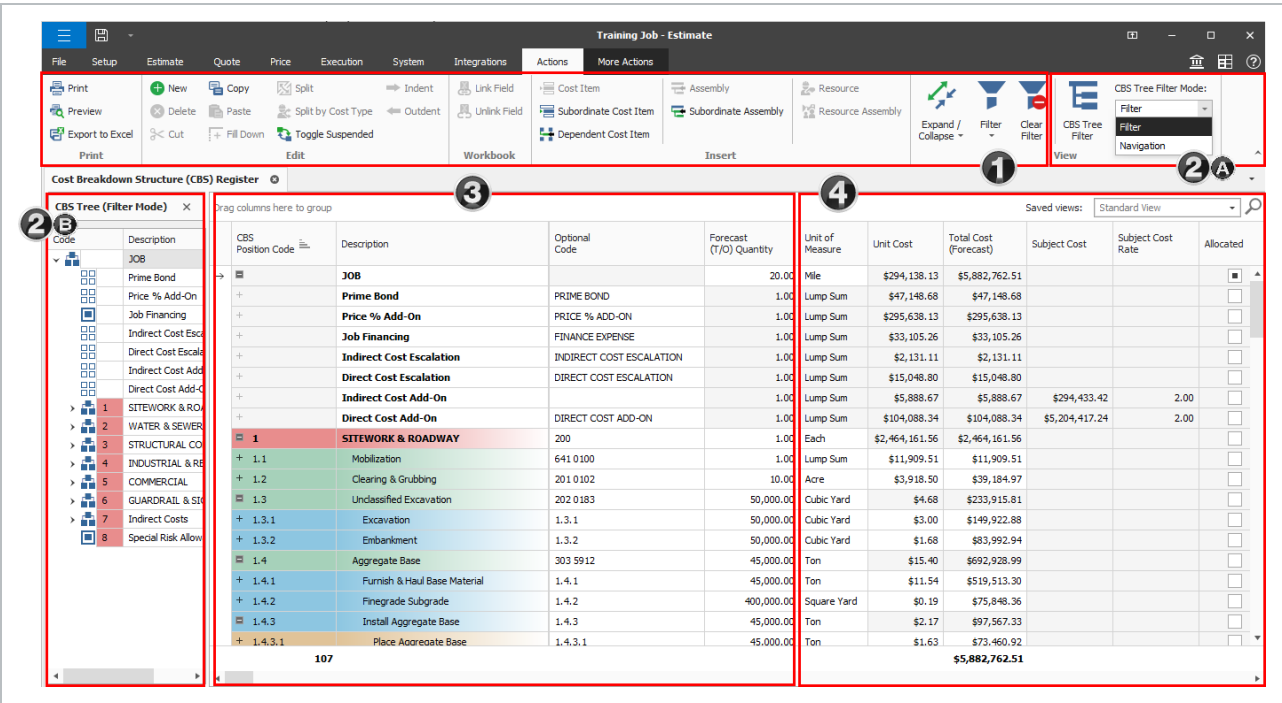 Training Job - Estimate
File Setup Estimate Quote Price Execution System Integrations Actions More Actions
Print New Copy Split Indent Link Field Cost Item Assembly Resource CBS Tree Filter Mode:
Preview Delete Paste Split by Cost Type Outdent Unlink Field Subordinate Cost Item Subordinate Assembly Resource Assembly Filter
Export to Excel Cut Fill Down Toggle Suspended Dependent Cost Item Expand / Collapse Filter Clear Filter CBS Tree Filter Filter
Navigation
Print Edit Workbook Insert View
1 2 A
Cost Breakdown Structure (CBS) Register
3 4
CBS Tree (Filter Mode) Drag columns here to group Saved views: Standard View
2 B
Code Description CBS Position Code Description Optional Code Forecast (T/O) Quantity Unit of Measure Unit Cost Total Cost (Forecast) Subject Cost Subject Cost Rate Allocated
JOB
Prime Bond
Price % Add-On
Job Financing
Indirect Cost Esca
Direct Cost Escala
Indirect Cost Add
Direct Cost Add-O
1 SITEWORK & ROA
2 WATER & SEWER
3 STRUCTURAL CO
4 INDUSTRIAL & RE
5 COMMERCIAL
6 GUARDRAIL & SIG
7 Indirect Costs
8 Special Risk Allow
JOB 20.00 Mile $294,138.13 $5,882,762.51
Prime Bond PRIME BOND 1.00 Lump Sum $47,148.68 $47,148.68
Price % Add-On PRICE % ADD-ON 1.00 Lump Sum $295,638.13 $295,638.13
Job Financing FINANCE EXPENSE 1.00 Lump Sum $33,105.26 $33,105.26
Indirect Cost Escalation INDIRECT COST ESCALATION 1.00 Lump Sum $2,131.11 $2,131.11
Direct Cost Escalation DIRECT COST ESCALATION 1.00 Lump Sum $15,048.80 $15,048.80
Indirect Cost Add-On 1.00 Lump Sum $5,888.67 $5,888.67 $294,433.42 2.00
Direct Cost Add-On DIRECT COST ADD-ON 1.00 Lump Sum $104,088.34 $104,088.34 $5,204,417.24 2.00
1 SITEWORK & ROADWAY 200 1.00 Each $2,464,161.56 $2,464,161.56
1.1 Mobilization 641 0100 1.00 Lump Sum $11,909.51 $11,909.51
1.2 Clearing & Grubbing 201 0102 10.00 Acre $3,918.50 $39,184.97
1.3 Unclassified Excavation 202 0183 50,000.00 Cubic Yard $4.68 $233,915.81
1.3.1 Excavation 1.3.1 50,000.00 Cubic Yard $3.00 $149,922.88
1.3.2 Embankment 1.3.2 50,000.00 Cubic Yard $1.68 $83,992.94
1.4 Aggregate Base 303 5912 45,000.00 Ton $15.40 $692,928.99
1.4.1 Furnish & Haul Base Material 1.4.1 45,000.00 Ton $11.54 $519,513.30
1.4.2 Finegrade Subgrade 1.4.2 400,000.00 Square Yard $0.19 $75,848.36
1.4.3 Install Aggregate Base 1.4.3 45,000.00 Ton $2.17 $97,567.33
1.4.3.1 Place Aggregate Base 1.4.3.1 45,000.00 Ton $1.63 $73,460.92
107 $5,882,762.51